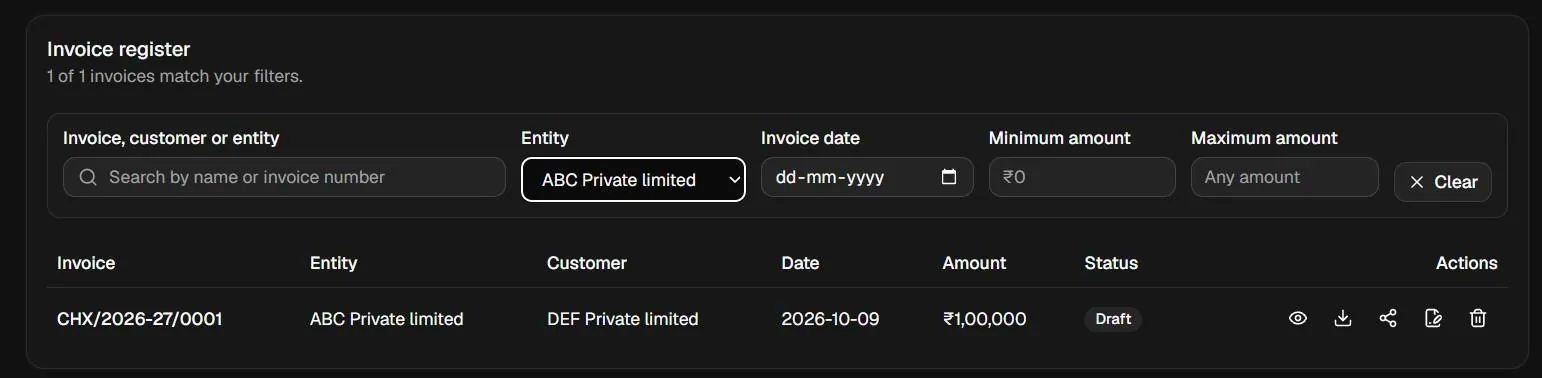 Invoice register
1 of 1 invoices match your filters.
Invoice, customer or entity Entity Invoice date Minimum amount Maximum amount
Search by name or invoice number ABC Private limited dd-mm-yyyy ₹0 Any amount Clear
Invoice Entity Customer Date Amount Status Actions
CHX/2026-27/0001 ABC Private limited DEF Private limited 2026-10-09 ₹1,00,000 Draft